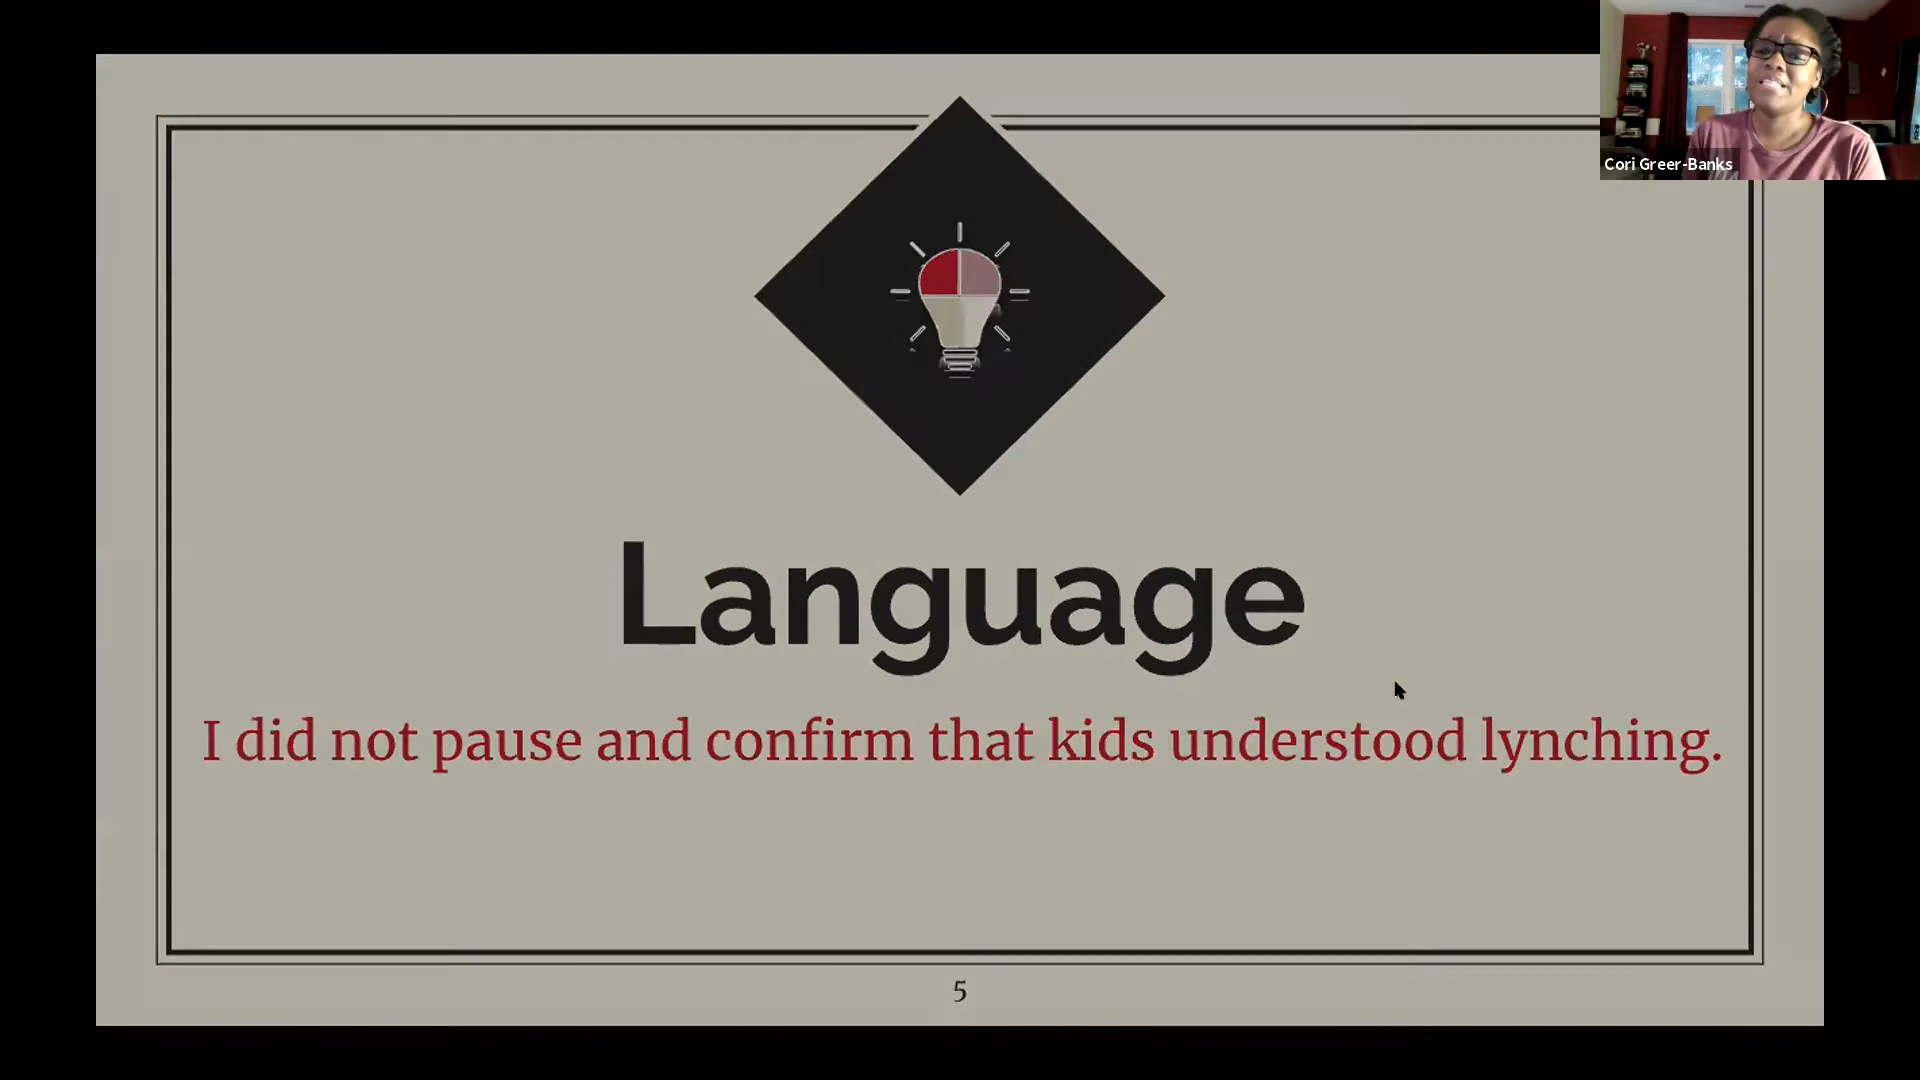 Cori Greer-Banks
Language
I did not pause and confirm that kids understood lynching.
5